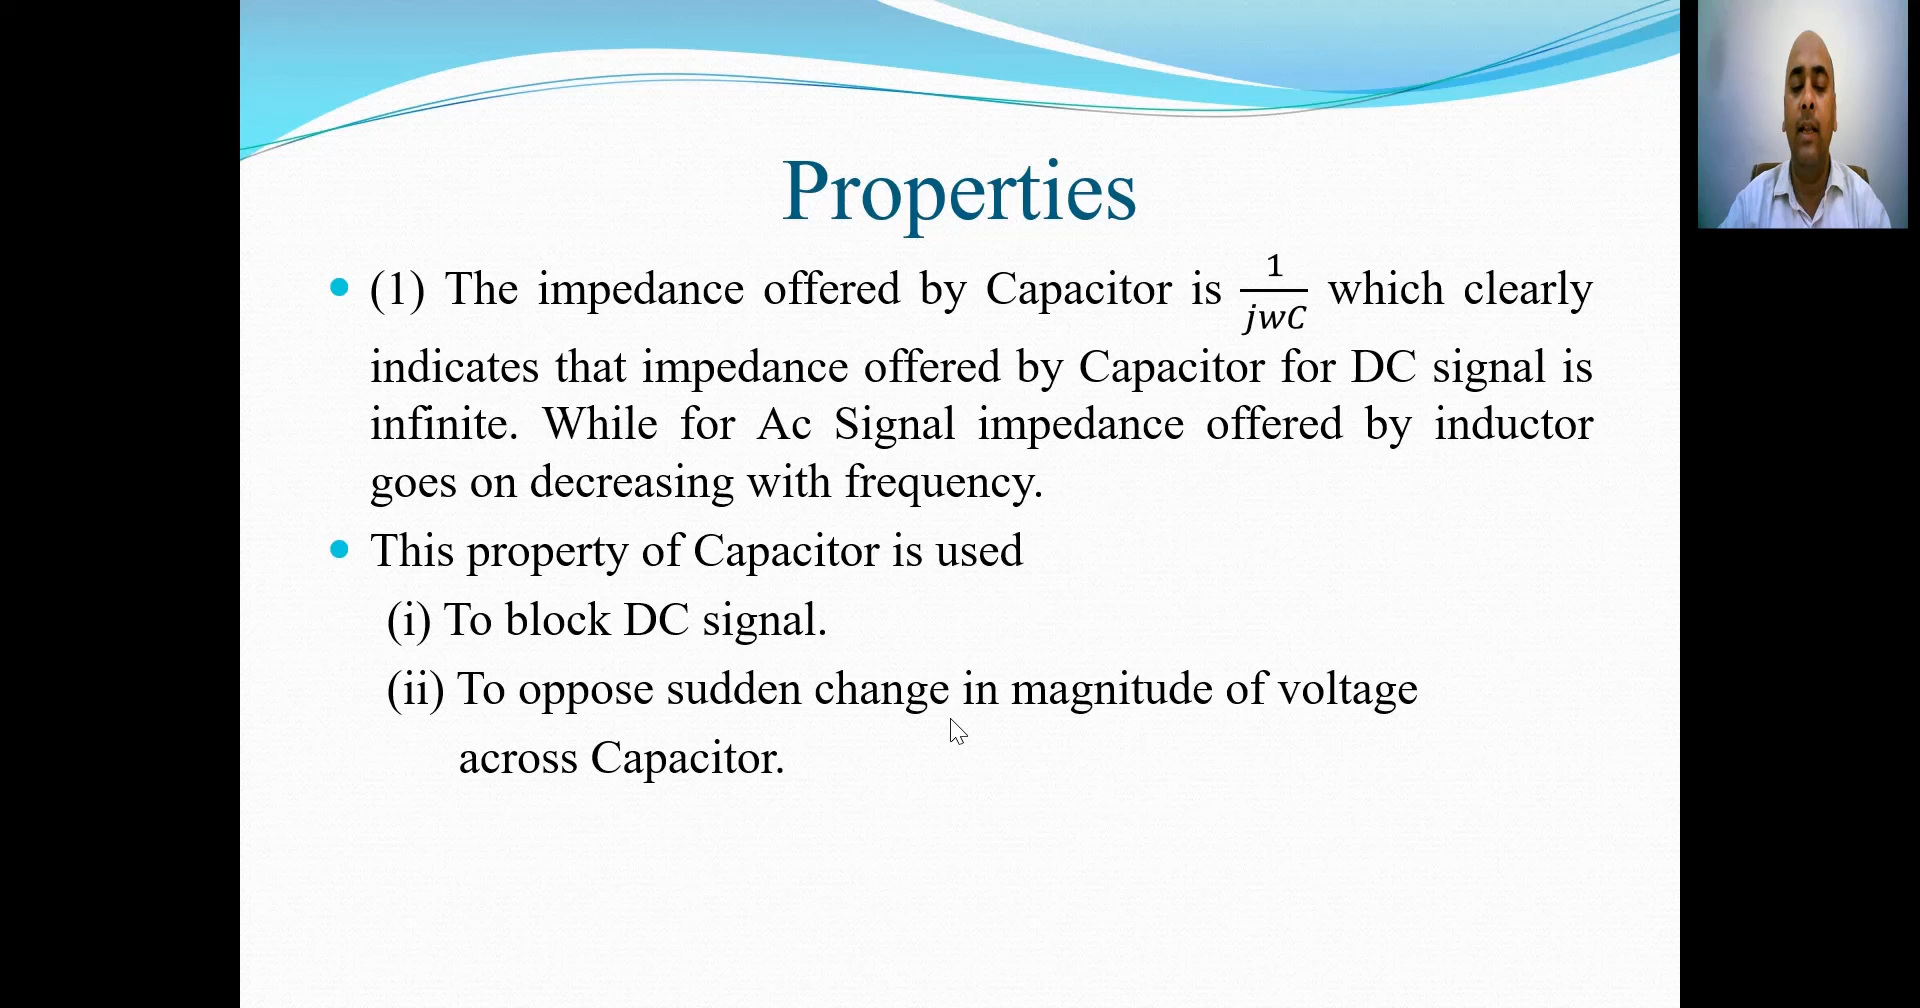 Properties
(1) The impedance offered by Capacitor is 1/jwC which clearly
indicates that impedance offered by Capacitor for DC signal is
infinite. While for Ac Signal impedance offered by inductor
goes on decreasing with frequency.
This property of Capacitor is used
(i) To block DC signal.
(ii) To oppose sudden change in magnitude of voltage
across Capacitor.